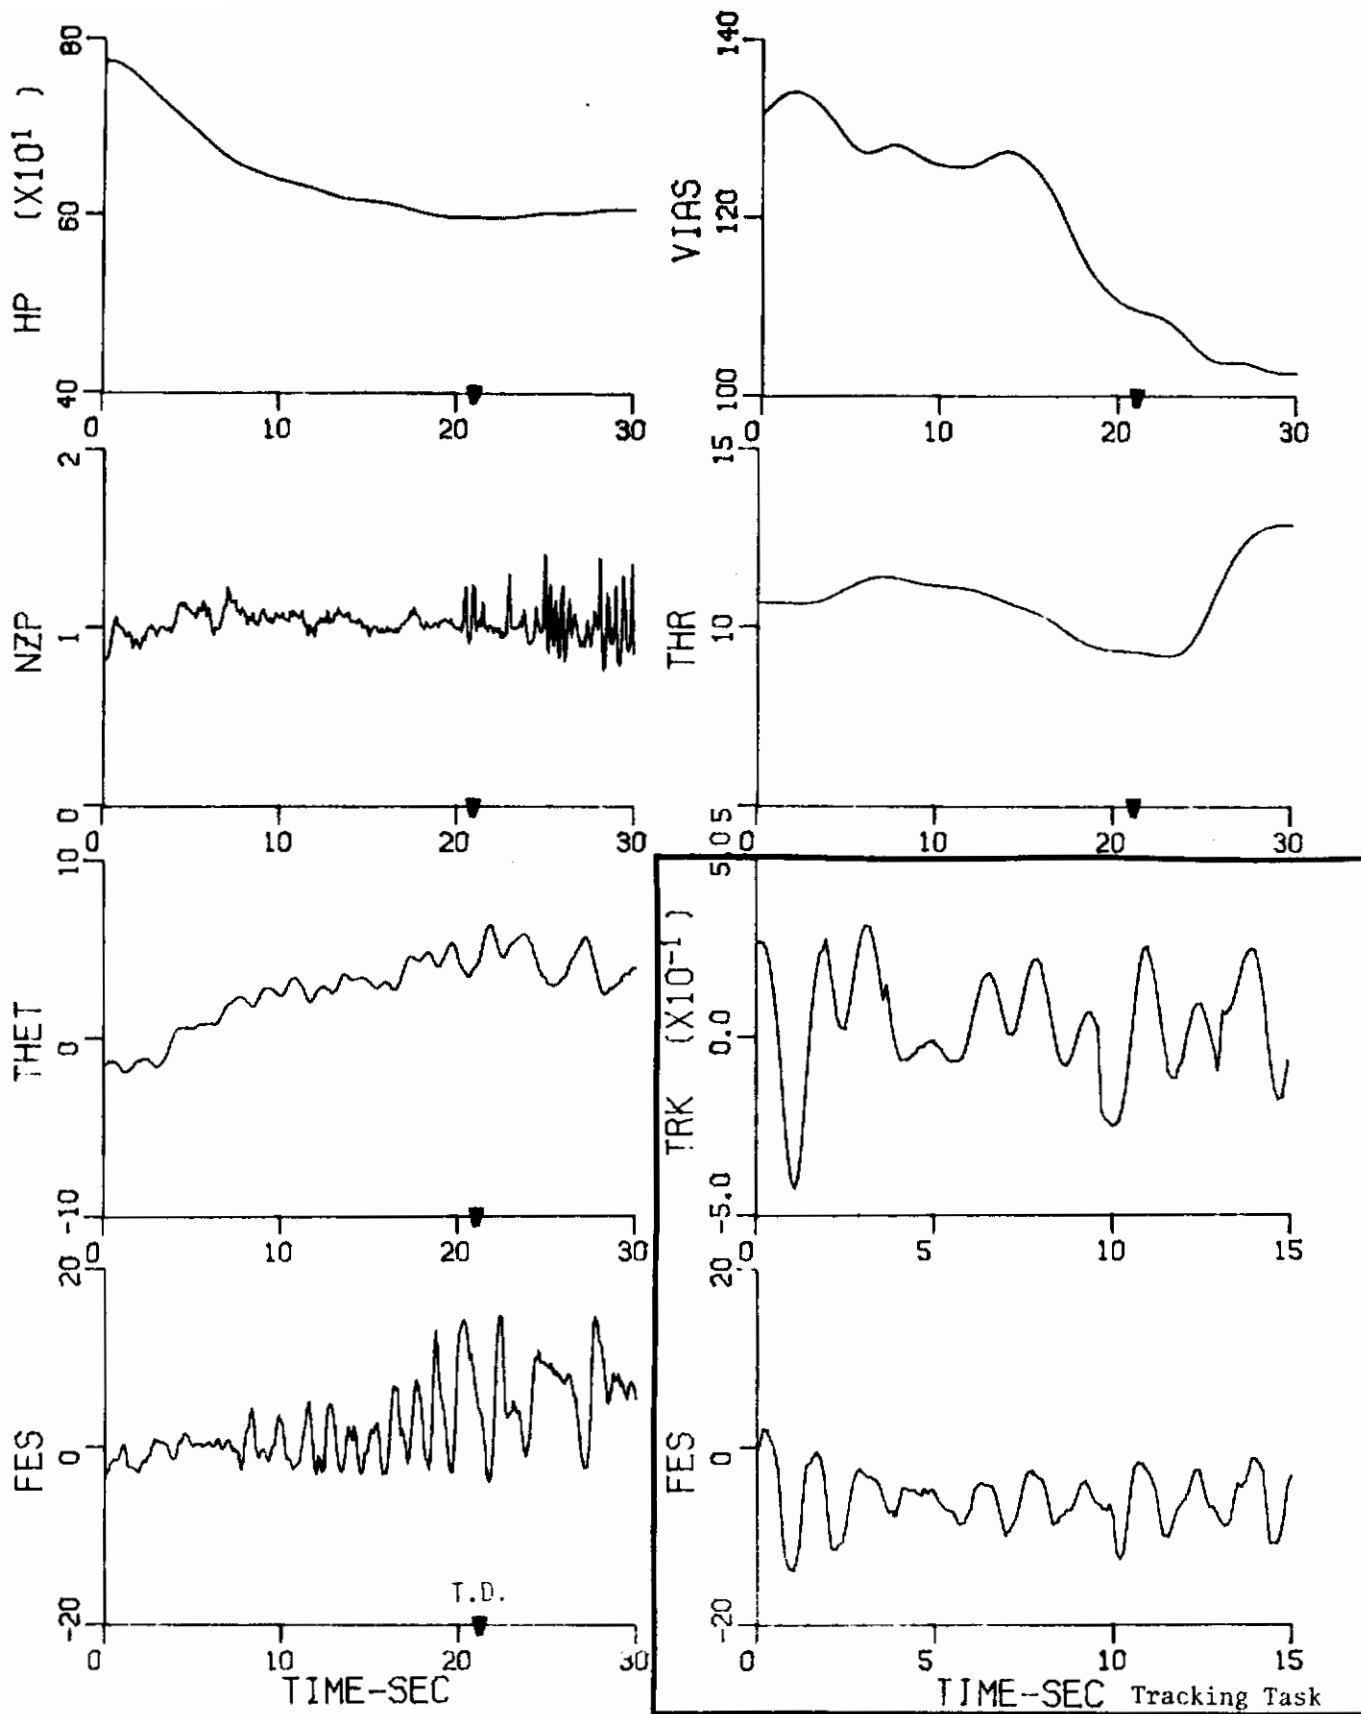 HP (X10¹)
80
60
40
0 10 20 30
VIAS
140
120
100
0 10 20 30
NZP
2
1
0
0 10 20 30
THR
15
10
5
0 10 20 30
THET
10
0
-10
0 10 20 30
TRK (X10⁻¹)
5.0
0.0
-5.0
0 5 10 15
FES
20
0
-20
T.D.
0 10 20 30
TIME-SEC
FES
20
0
-20
0 5 10 15
TIME-SEC Tracking Task